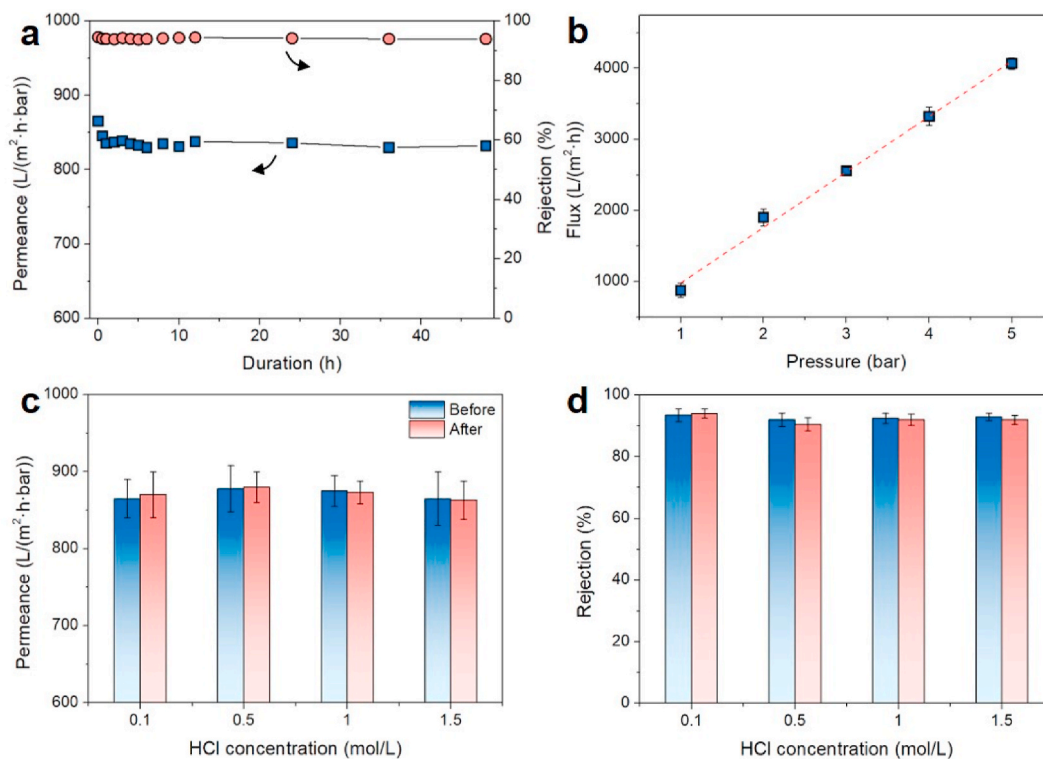 a
1000
900
800
700
600
Permeance (L/(m²·h·bar))
0
10
20
30
40
Duration (h)
100
80
60
40
20
0
Rejection (%)
b
4000
3000
2000
1000
Flux (L/(m²·h))
1
2
3
4
5
Pressure (bar)
c
1000
900
800
700
600
Permeance (L/(m²·h·bar))
Before
After
0.1
0.5
1
1.5
HCl concentration (mol/L)
d
100
80
60
40
20
0
Rejection (%)
0.1
0.5
1
1.5
HCl concentration (mol/L)